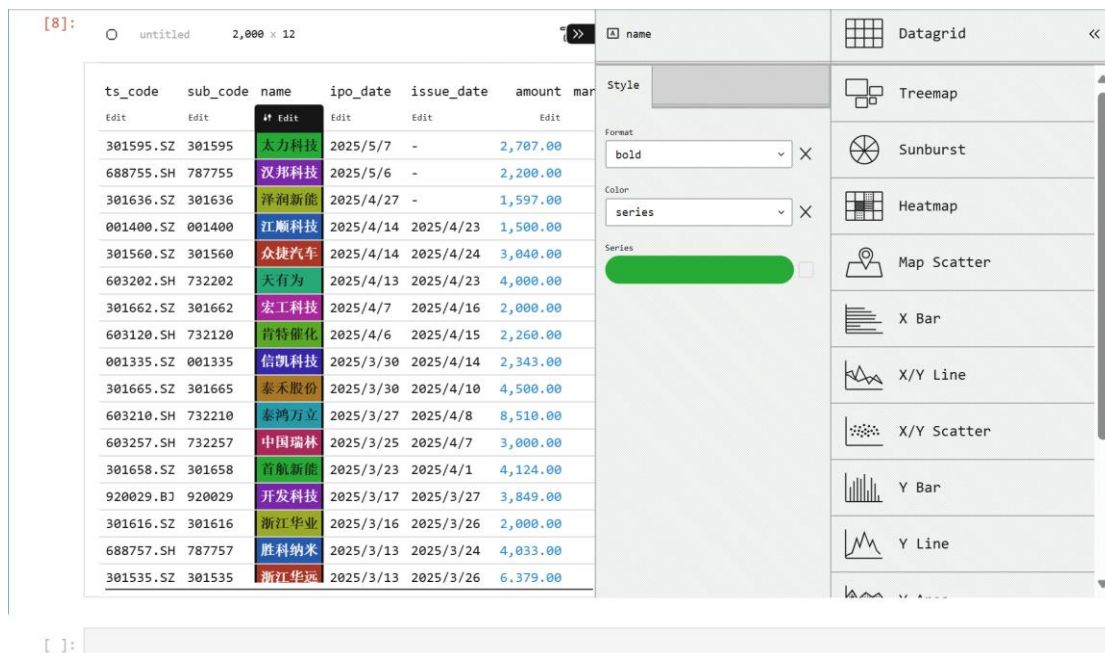 [8]:
untitled 2,000 × 12
ts_code sub_code name ipo_date issue_date amount mar
Edit Edit Edit Edit Edit Edit
301595.SZ 301595 太力科技 2025/5/7 - 2,707.00
688755.SH 787755 汉邦科技 2025/5/6 - 2,200.00
301636.SZ 301636 泽润新能 2025/4/27 - 1,597.00
001400.SZ 001400 江顺科技 2025/4/14 2025/4/23 1,500.00
301560.SZ 301560 众捷汽车 2025/4/14 2025/4/24 3,040.00
603202.SH 732202 天有为 2025/4/13 2025/4/23 4,000.00
301662.SZ 301662 宏工科技 2025/4/7 2025/4/16 2,000.00
603120.SH 732120 肯特催化 2025/4/6 2025/4/15 2,260.00
001335.SZ 001335 信凯科技 2025/3/30 2025/4/14 2,343.00
301665.SZ 301665 泰禾股份 2025/3/30 2025/4/10 4,500.00
603210.SH 732210 泰鸿万立 2025/3/27 2025/4/8 8,510.00
603257.SH 732257 中国瑞林 2025/3/25 2025/4/7 3,000.00
301658.SZ 301658 首航新能 2025/3/23 2025/4/1 4,124.00
920029.BJ 920029 开发科技 2025/3/17 2025/3/27 3,849.00
301616.SZ 301616 浙江华业 2025/3/16 2025/3/26 2,000.00
688757.SH 787757 胜科纳米 2025/3/13 2025/3/24 4,033.00
301535.SZ 301535 浙江华远 2025/3/13 2025/3/26 6,379.00
A name
Style
Format
bold
Color
series
Series
Datagrid
Treemap
Sunburst
Heatmap
Map Scatter
X Bar
X/Y Line
X/Y Scatter
Y Bar
Y Line
[ ]: